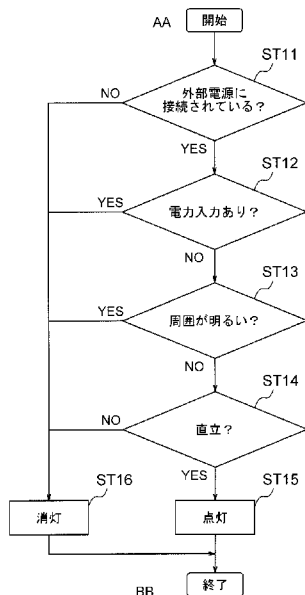 AA
開始
ST11
NO
外部電源に
接続されている?
YES
ST12
YES
電力入力あり?
NO
ST13
YES
周囲が明るい?
NO
ST14
NO
直立?
YES
ST16
ST15
消灯
点灯
BB
終了